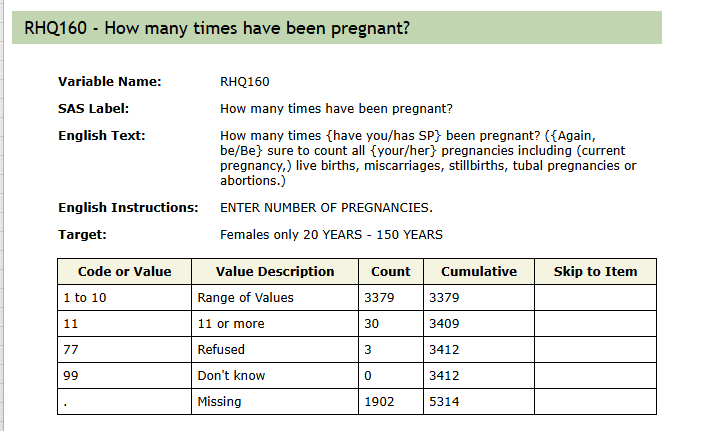 RHQ160 - How many times have been pregnant?
Variable Name: RHQ160
SAS Label: How many times have been pregnant?
English Text: How many times {have you/has SP} been pregnant? ({Again,
be/Be} sure to count all {your/her} pregnancies including (current
pregnancy,) live births, miscarriages, stillbirths, tubal pregnancies or
abortions.)
English Instructions: ENTER NUMBER OF PREGNANCIES.
Target: Females only 20 YEARS - 150 YEARS
Code or Value Value Description Count Cumulative Skip to Item
1 to 10 Range of Values 3379 3379
11 11 or more 30 3409
77 Refused 3 3412
99 Don't know 0 3412
. Missing 1902 5314